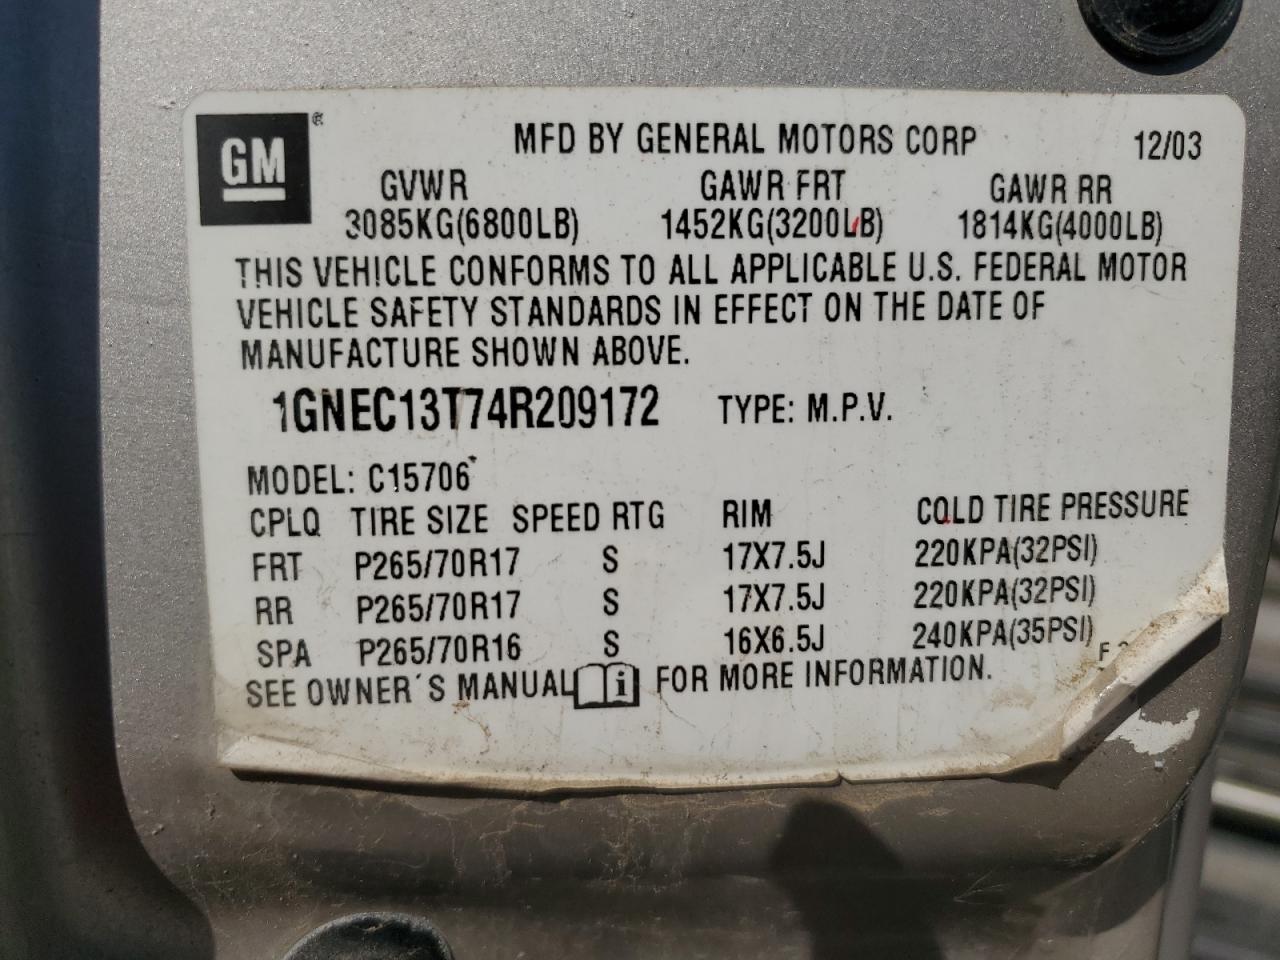 GM ®
MFD BY GENERAL MOTORS CORP 12/03
GVWR GAWR FRT GAWR RR
3085KG(6800LB) 1452KG(3200LB) 1814KG(4000LB)
THIS VEHICLE CONFORMS TO ALL APPLICABLE U.S. FEDERAL MOTOR
VEHICLE SAFETY STANDARDS IN EFFECT ON THE DATE OF
MANUFACTURE SHOWN ABOVE.
1GNEC13T74R209172 TYPE: M.P.V.
MODEL: C15706
CPLQ TIRE SIZE SPEED RTG RIM COLD TIRE PRESSURE
FRT P265/70R17 S 17X7.5J 220KPA(32PSI)
RR P265/70R17 S 17X7.5J 220KPA(32PSI)
SPA P265/70R16 S 16X6.5J 240KPA(35PSI)
SEE OWNER´S MANUAL i FOR MORE INFORMATION.